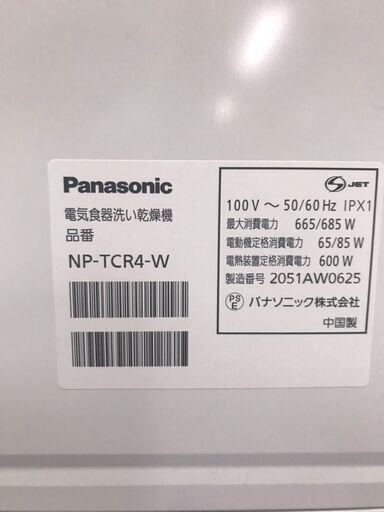 Panasonic
電気食器洗い乾燥機
品番
NP-TCR4-W
S JET
100V ～ 50/60Hz IPX1
最大消費電力 665/685 W
電動機定格消費電力 65/85 W
電熱装置定格消費電力 600 W
製造番号 2051AW0625
PS E パナソニック株式会社
中国製